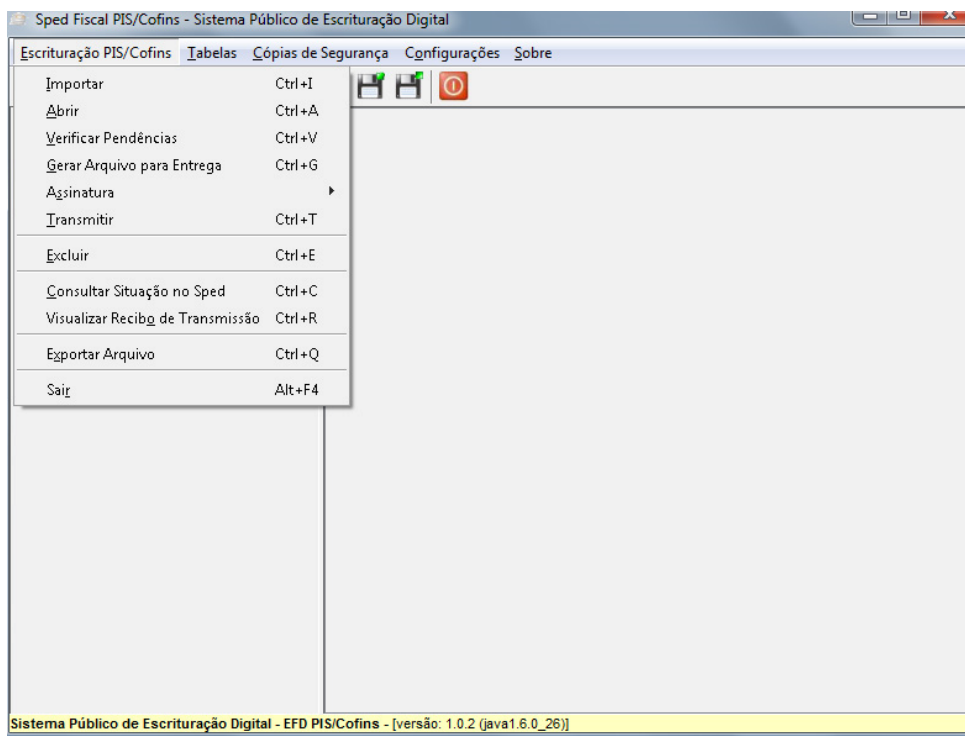 Sped Fiscal PIS/Cofins - Sistema Público de Escrituração Digital
Escrituração PIS/Cofins Tabelas Cópias de Segurança Configurações Sobre
Importar Ctrl+I
Abrir Ctrl+A
Verificar Pendências Ctrl+V
Gerar Arquivo para Entrega Ctrl+G
Assinatura
Transmitir Ctrl+T
Excluir Ctrl+E
Consultar Situação no Sped Ctrl+C
Visualizar Recibo de Transmissão Ctrl+R
Exportar Arquivo Ctrl+Q
Sair Alt+F4
Sistema Público de Escrituração Digital - EFD PIS/Cofins - [versão: 1.0.2 (java1.6.0_26)]